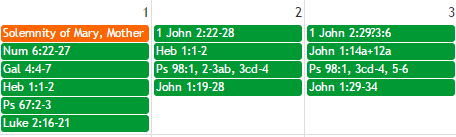 1
Solemnity of Mary, Mother
Num 6:22-27
Gal 4:4-7
Heb 1:1-2
Ps 67:2-3
Luke 2:16-21
2
1 John 2:22-28
Heb 1:1-2
Ps 98:1, 2-3ab, 3cd-4
John 1:19-28
3
1 John 2:29?3:6
John 1:14a+12a
Ps 98:1, 3cd-4, 5-6
John 1:29-34